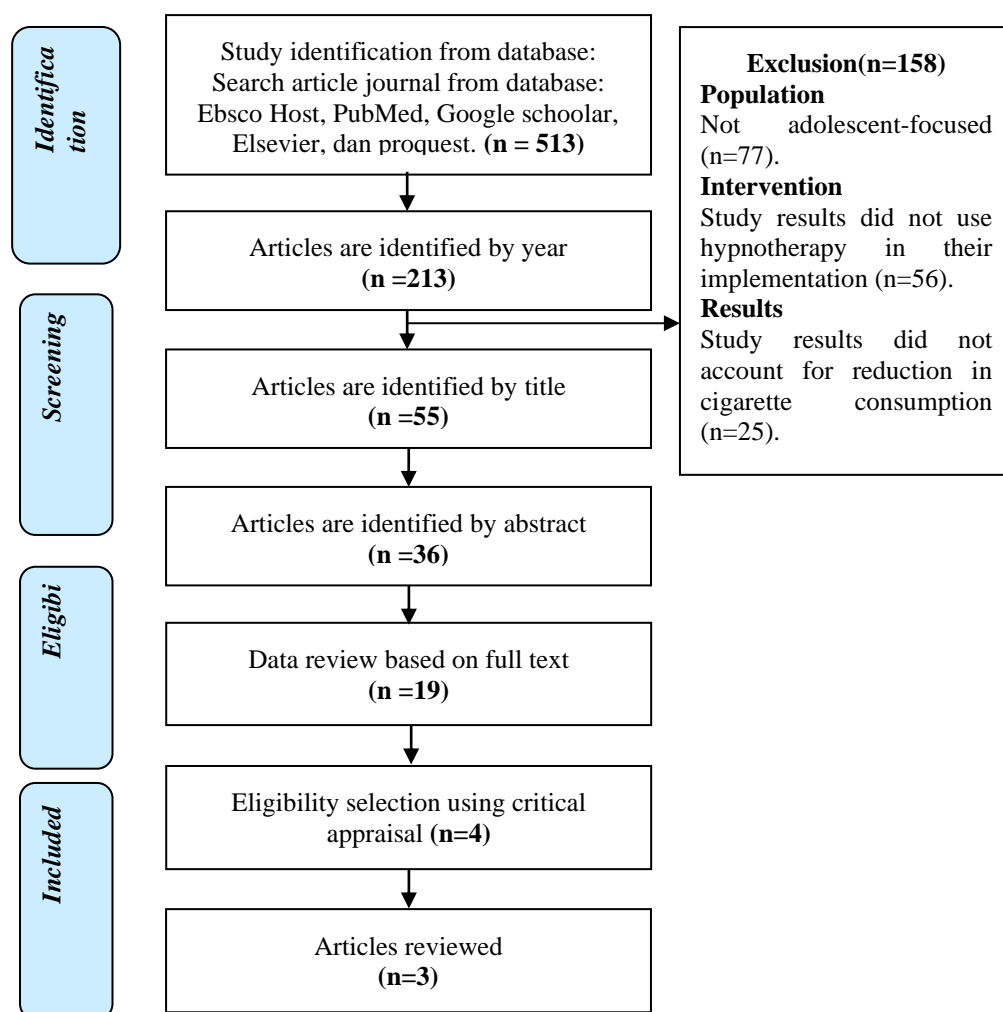 Identifica
tion
Study identification from database:
Search article journal from database:
Ebsco Host, PubMed, Google schoolar,
Elsevier, dan proquest. (n = 513)
Articles are identified by year
(n =213)
Exclusion(n=158)
Population
Not adolescent-focused
(n=77).
Intervention
Study results did not use
hypnotherapy in their
implementation (n=56).
Results
Study results did not
account for reduction in
cigarette consumption
(n=25).
Screening
Articles are identified by title
(n =55)
Articles are identified by abstract
(n =36)
Eligibi
Data review based on full text
(n =19)
Included
Eligibility selection using critical
appraisal (n=4)
Articles reviewed
(n=3)